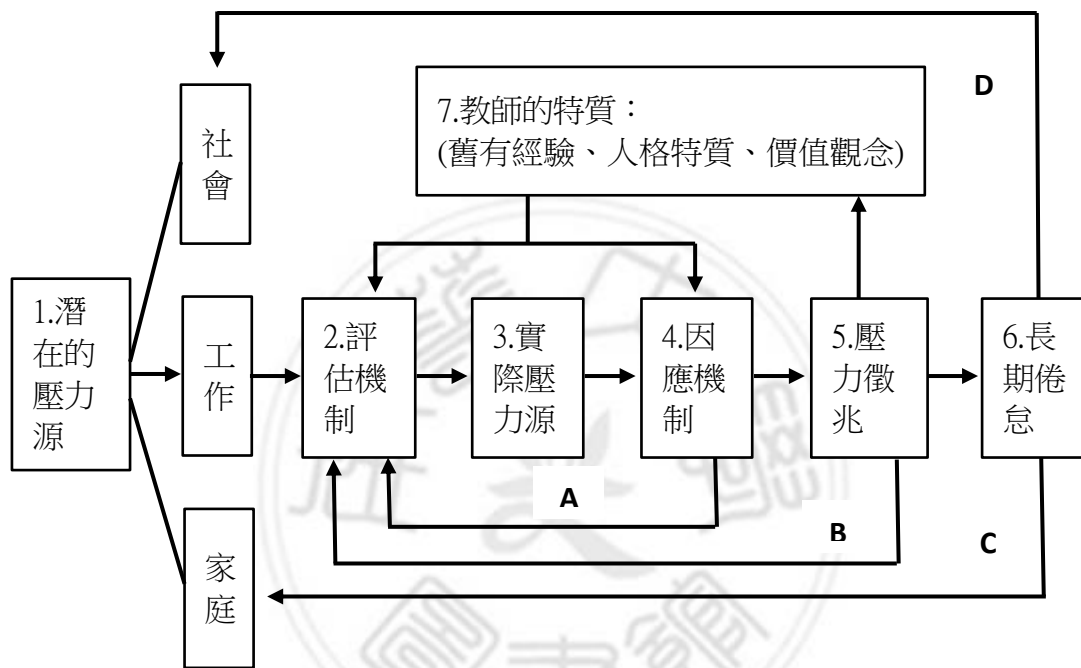 社
會
D
7.教師的特質：
(舊有經驗、人格特質、價值觀念)
1.潛
在的
壓力
源
工
作
2.評
估機
制
3.實
際壓
力源
4.因
應機
制
5.壓
力徵
兆
6.長
期倦
怠
A
B
C
家
庭